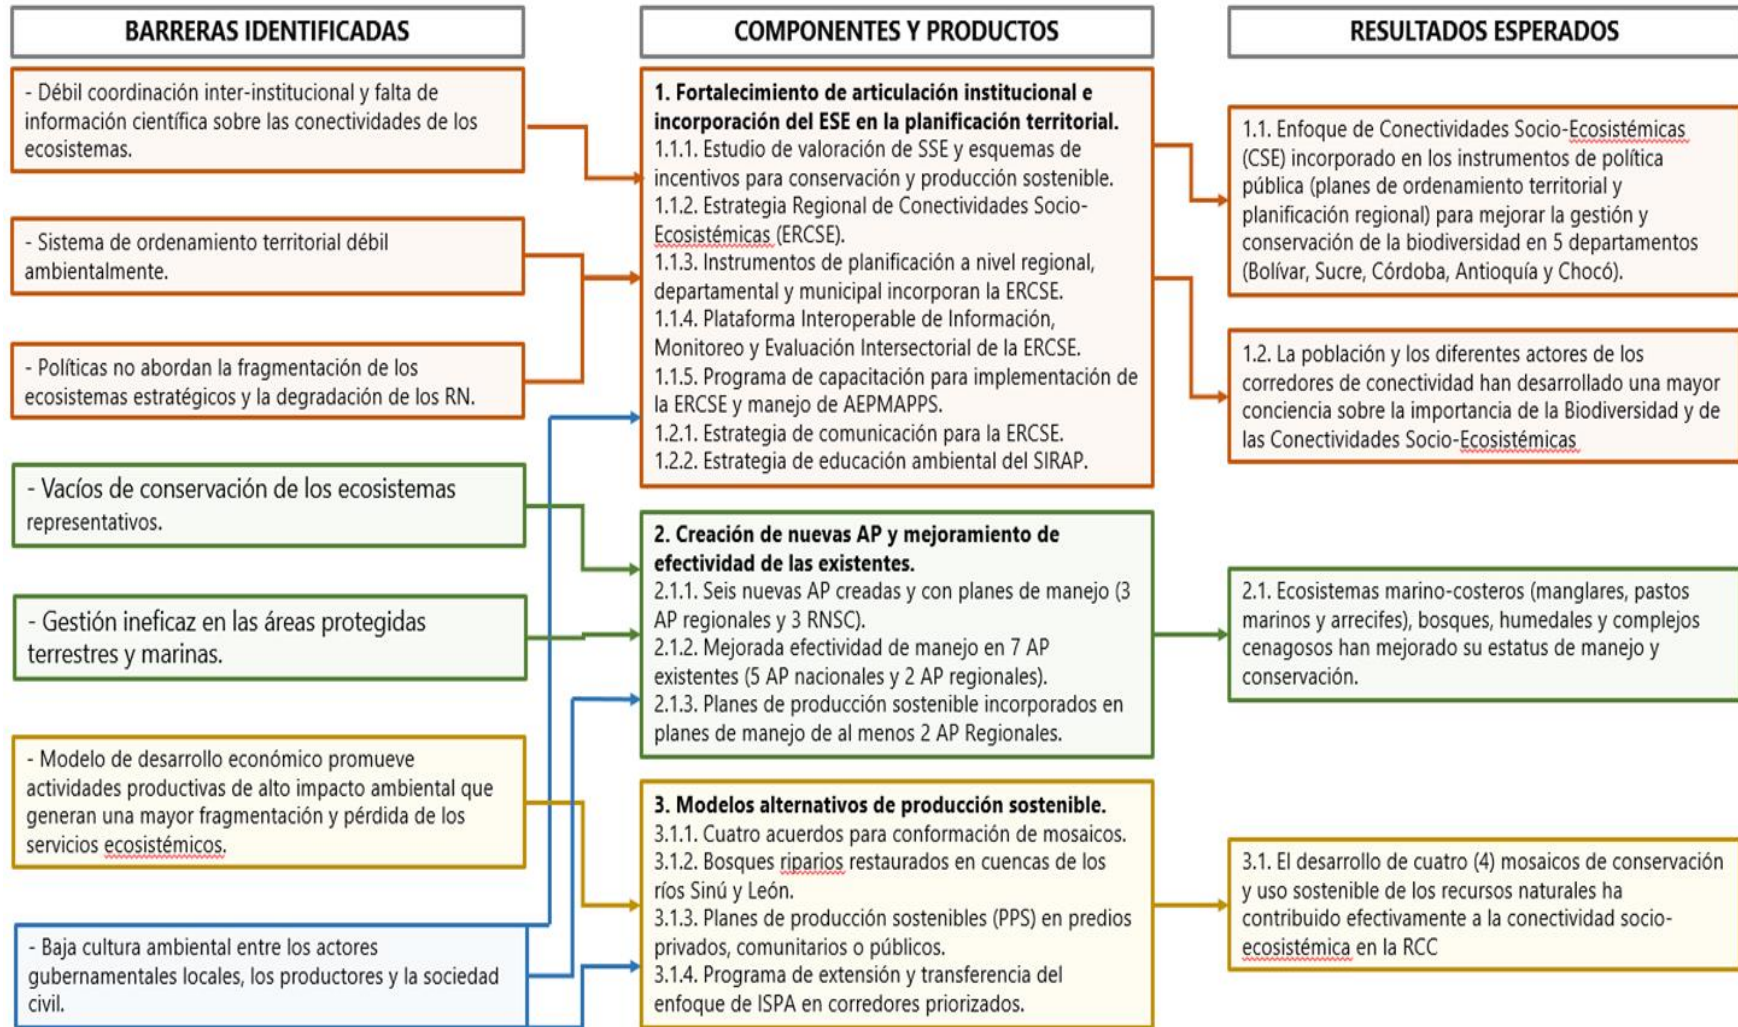 BARRERAS IDENTIFICADAS
- Débil coordinación inter-institucional y falta de
información científica sobre las conectividades de los
ecosistemas.
- Sistema de ordenamiento territorial débil
ambientalmente.
- Políticas no abordan la fragmentación de los
ecosistemas estratégicos y la degradación de los RN.
- Vacíos de conservación de los ecosistemas
representativos.
- Gestión ineficaz en las áreas protegidas
terrestres y marinas.
- Modelo de desarrollo económico promueve
actividades productivas de alto impacto ambiental que
generan una mayor fragmentación y pérdida de los
servicios ecosistémicos.
- Baja cultura ambiental entre los actores
gubernamentales locales, los productores y la sociedad
civil.
COMPONENTES Y PRODUCTOS
1. Fortalecimiento de articulación institucional e
incorporación del ESE en la planificación territorial.
1.1.1. Estudio de valoración de SSE y esquemas de
incentivos para conservación y producción sostenible.
1.1.2. Estrategia Regional de Conectividades Socio-
Ecosistémicas (ERCSE).
1.1.3. Instrumentos de planificación a nivel regional,
departamental y municipal incorporan la ERCSE.
1.1.4. Plataforma Interoperable de Información,
Monitoreo y Evaluación Intersectorial de la ERCSE.
1.1.5. Programa de capacitación para implementación de
la ERCSE y manejo de AEPMAPPS.
1.2.1. Estrategia de comunicación para la ERCSE.
1.2.2. Estrategia de educación ambiental del SIRAP.
2. Creación de nuevas AP y mejoramiento de
efectividad de las existentes.
2.1.1. Seis nuevas AP creadas y con planes de manejo (3
AP regionales y 3 RNSC).
2.1.2. Mejorada efectividad de manejo en 7 AP
existentes (5 AP nacionales y 2 AP regionales).
2.1.3. Planes de producción sostenible incorporados en
planes de manejo de al menos 2 AP Regionales.
3. Modelos alternativos de producción sostenible.
3.1.1. Cuatro acuerdos para conformación de mosaicos.
3.1.2. Bosques riparios restaurados en cuencas de los
ríos Sinú y León.
3.1.3. Planes de producción sostenibles (PPS) en predios
privados, comunitarios o públicos.
3.1.4. Programa de extensión y transferencia del
enfoque de ISPA en corredores priorizados.
RESULTADOS ESPERADOS
1.1. Enfoque de Conectividades Socio-Ecosistémicas
(CSE) incorporado en los instrumentos de política
pública (planes de ordenamiento territorial y
planificación regional) para mejorar la gestión y
conservación de la biodiversidad en 5 departamentos
(Bolívar, Sucre, Córdoba, Antioquía y Chocó).
1.2. La población y los diferentes actores de los
corredores de conectividad han desarrollado una mayor
conciencia sobre la importancia de la Biodiversidad y de
las Conectividades Socio-Ecosistémicas
2.1. Ecosistemas marino-costeros (manglares, pastos
marinos y arrecifes), bosques, humedales y complejos
cenagosos han mejorado su estatus de manejo y
conservación.
3.1. El desarrollo de cuatro (4) mosaicos de conservación
y uso sostenible de los recursos naturales ha
contribuido efectivamente a la conectividad socio-
ecosistémica en la RCC